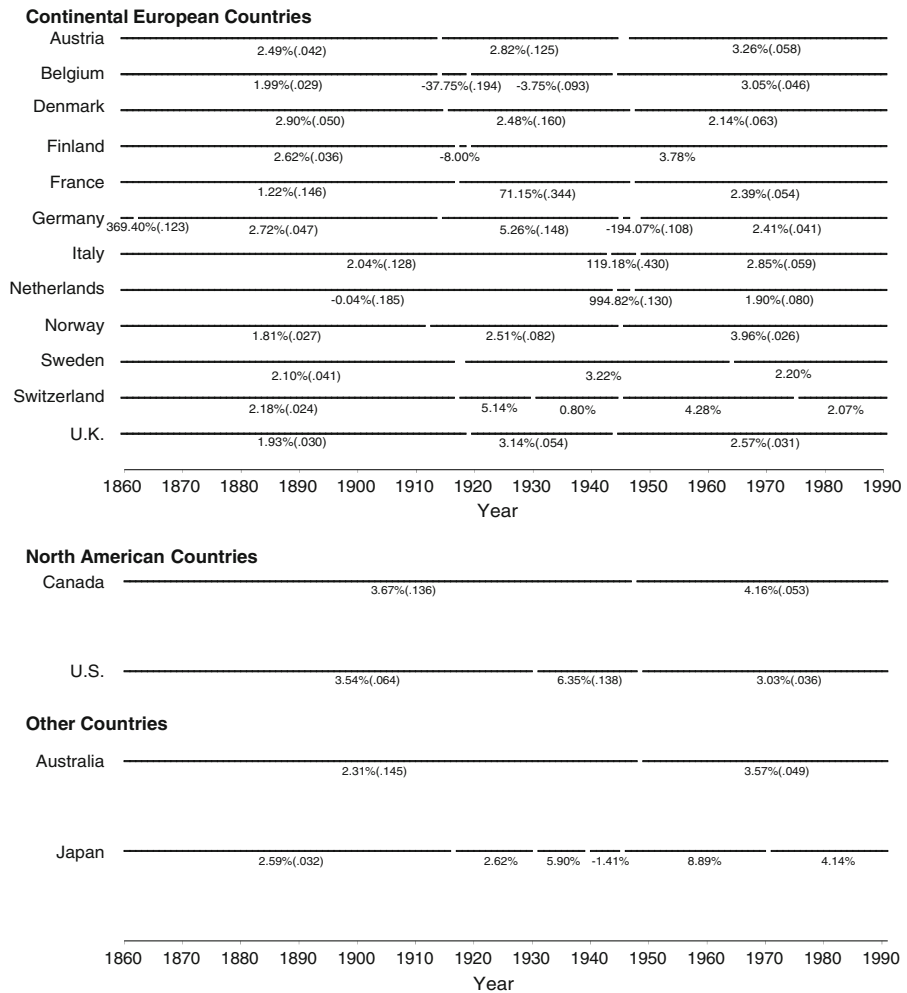 Continental European Countries
Austria
2.49%(.042) 2.82%(.125) 3.26%(.058)
Belgium
1.99%(.029) -37.75%(.194) -3.75%(.093) 3.05%(.046)
Denmark
2.90%(.050) 2.48%(.160) 2.14%(.063)
Finland
2.62%(.036) -8.00% 3.78%
France
1.22%(.146) 71.15%(.344) 2.39%(.054)
Germany
369.40%(.123) 2.72%(.047) 5.26%(.148) -194.07%(.108) 2.41%(.041)
Italy
2.04%(.128) 119.18%(.430) 2.85%(.059)
Netherlands
-0.04%(.185) 994.82%(.130) 1.90%(.080)
Norway
1.81%(.027) 2.51%(.082) 3.96%(.026)
Sweden
2.10%(.041) 3.22% 2.20%
Switzerland
2.18%(.024) 5.14% 0.80% 4.28% 2.07%
U.K.
1.93%(.030) 3.14%(.054) 2.57%(.031)
1860 1870 1880 1890 1900 1910 1920 1930 1940 1950 1960 1970 1980 1990
Year
North American Countries
Canada
3.67%(.136) 4.16%(.053)
U.S.
3.54%(.064) 6.35%(.138) 3.03%(.036)
Other Countries
Australia
2.31%(.145) 3.57%(.049)
Japan
2.59%(.032) 2.62% 5.90% -1.41% 8.89% 4.14%
1860 1870 1880 1890 1900 1910 1920 1930 1940 1950 1960 1970 1980 1990
Year